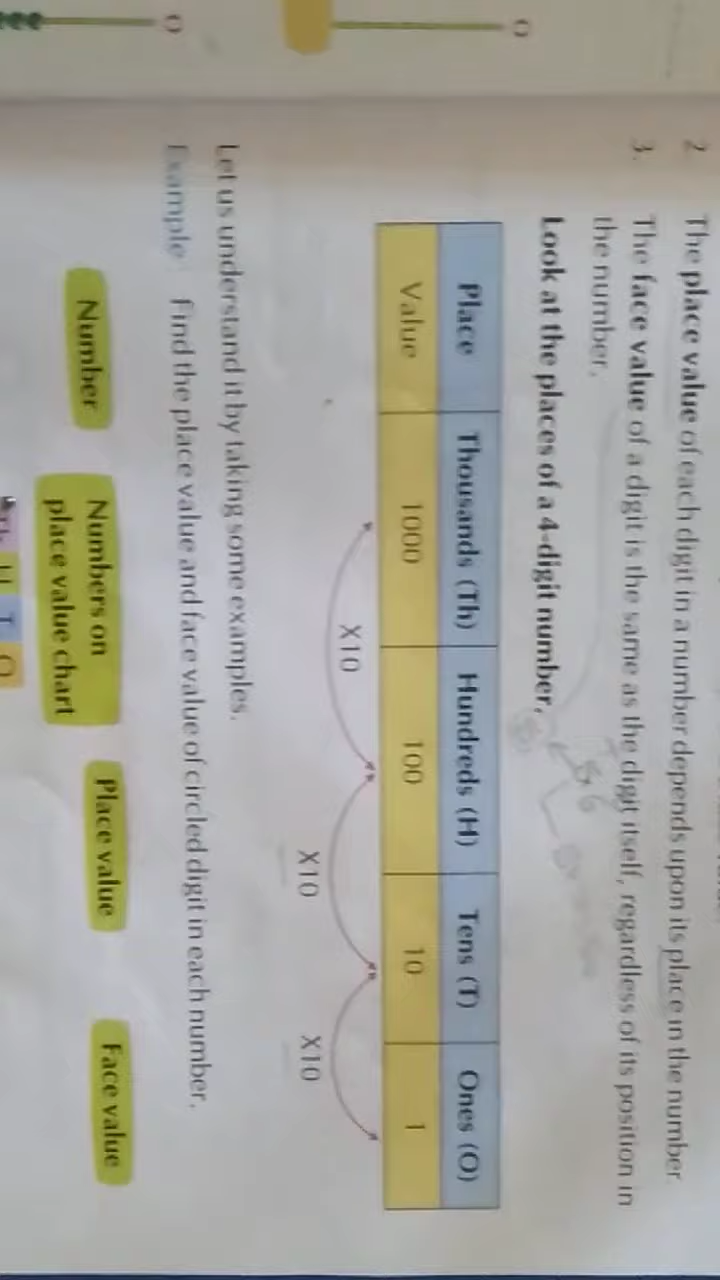 2 The place value of each digit in a number depends upon its place in the number
3. The face value of a digit is the same as the digit itself, regardless of its position in
the number.
Look at the places of a 4-digit number.
Place Thousands (Th) Hundreds (H) Tens (T) Ones (O)
Value 1000 100 10 1
X10 X10 X10
Let us understand it by taking some examples.
Example Find the place value and face value of circled digit in each number.
Number
Numbers on
place value chart
Place value
Face value
H T O
O
O